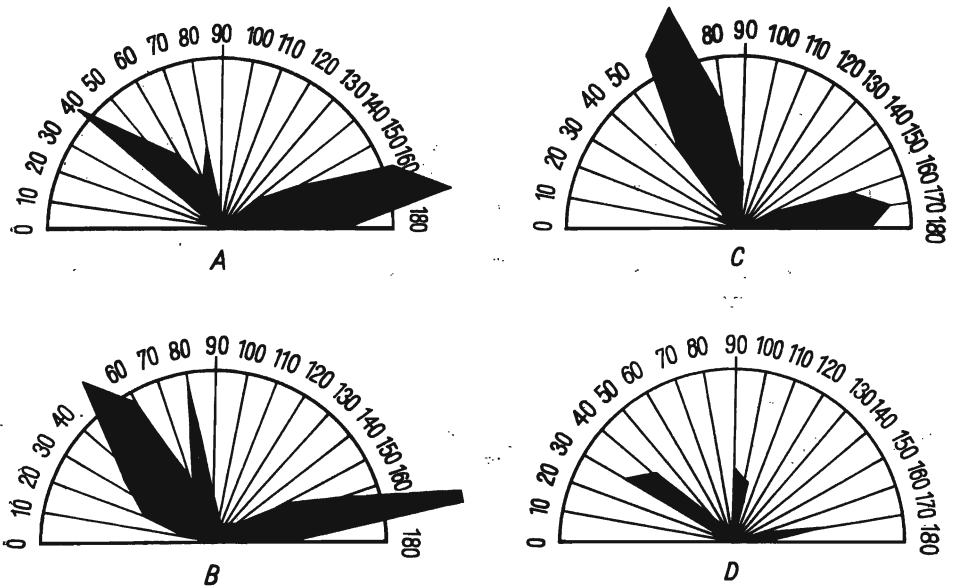 0 10 20 30 40 50 60 70 80 90 100 110 120 130 140 150 160 180
A
0 10 20 30 40 50 80 90 100 110 120 130 140 150 160 170 180
C
0 10 20 30 40 60 70 80 90 100 110 120 130 140 150 160 180
B
0 10 20 30 40 50 60 70 80 90 100 110 120 130 140 150 160 170 180
D